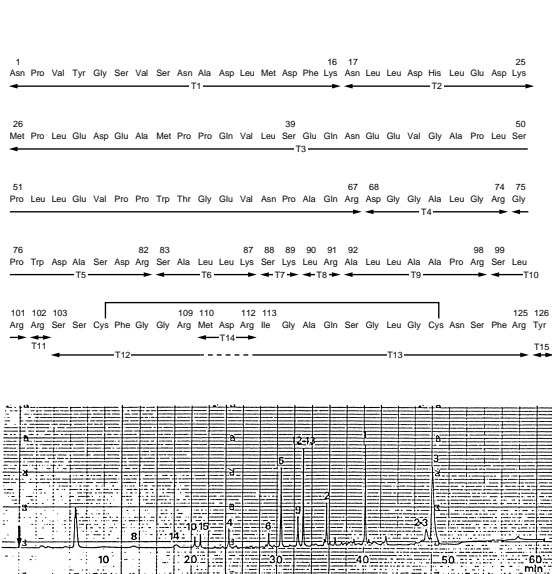 1 16 17 25
Asn Pro Val Tyr Gly Ser Val Ser Asn Ala Asp Leu Met Asp Phe Lys Asn Leu Leu Asp His Leu Glu Asp Lys
T1 T2
26 39 50
Met Pro Leu Glu Asp Glu Ala Met Pro Pro Gln Val Leu Ser Glu Gln Asn Glu Glu Val Gly Ala Pro Leu Ser
T3
51 67 68 74 75
Pro Leu Leu Glu Val Pro Pro Trp Thr Gly Glu Val Asn Pro Ala Gln Arg Asp Gly Gly Ala Leu Gly Arg Gly
T4
76 82 83 87 88 89 90 91 92 98 99
Pro Trp Asp Ala Ser Asp Arg Ser Ala Leu Leu Lys Ser Lys Leu Arg Ala Leu Leu Ala Ala Pro Arg Ser Leu
T5 T6 T7 T8 T9 T10
101 102 103 109 110 112 113 125 126
Arg Arg Ser Ser Cys Phe Gly Gly Arg Met Asp Arg Ile Gly Ala Gln Ser Gly Leu Gly Cys Asn Ser Phe Arg Tyr
T11 T14
T12 T13 T15
1
12-13
5 3
9 2
10 15 4 6 2-3
8 14
10 20 30 40 50
min